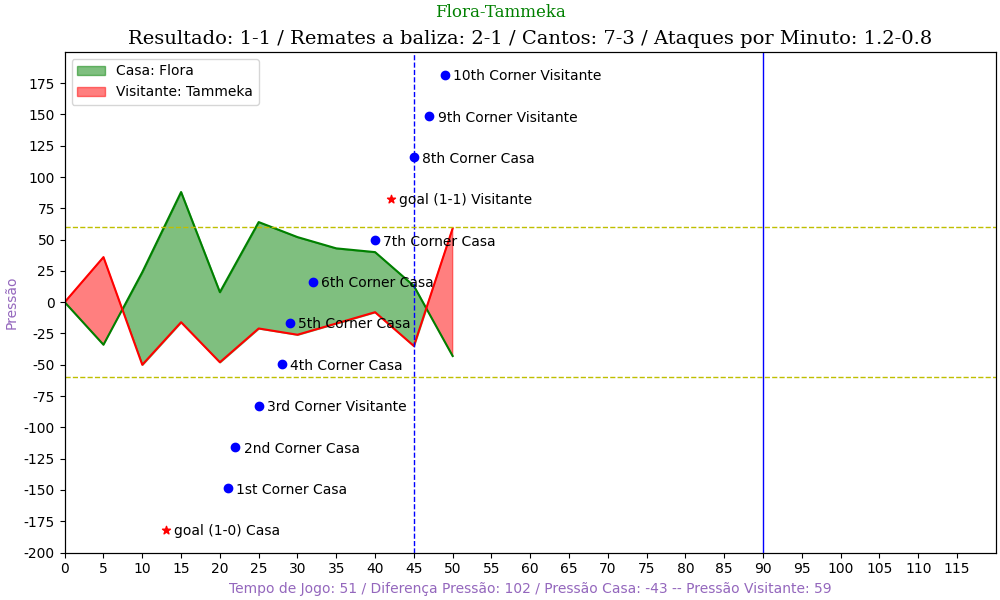 Flora-Tammeka
Resultado: 1-1 / Remates a baliza: 2-1 / Cantos: 7-3 / Ataques por Minuto: 1.2-0.8
Casa: Flora
Visitante: Tammeka
10th Corner Visitante
9th Corner Visitante
8th Corner Casa
goal (1-1) Visitante
7th Corner Casa
6th Corner Casa
5th Corner Casa
4th Corner Casa
3rd Corner Visitante
2nd Corner Casa
1st Corner Casa
goal (1-0) Casa
Pressão
175
150
125
100
75
50
25
0
-25
-50
-75
-100
-125
-150
-175
-200
0 5 10 15 20 25 30 35 40 45 50 55 60 65 70 75 80 85 90 95 100 105 110 115
Tempo de Jogo: 51 / Diferença Pressão: 102 / Pressão Casa: -43 -- Pressão Visitante: 59